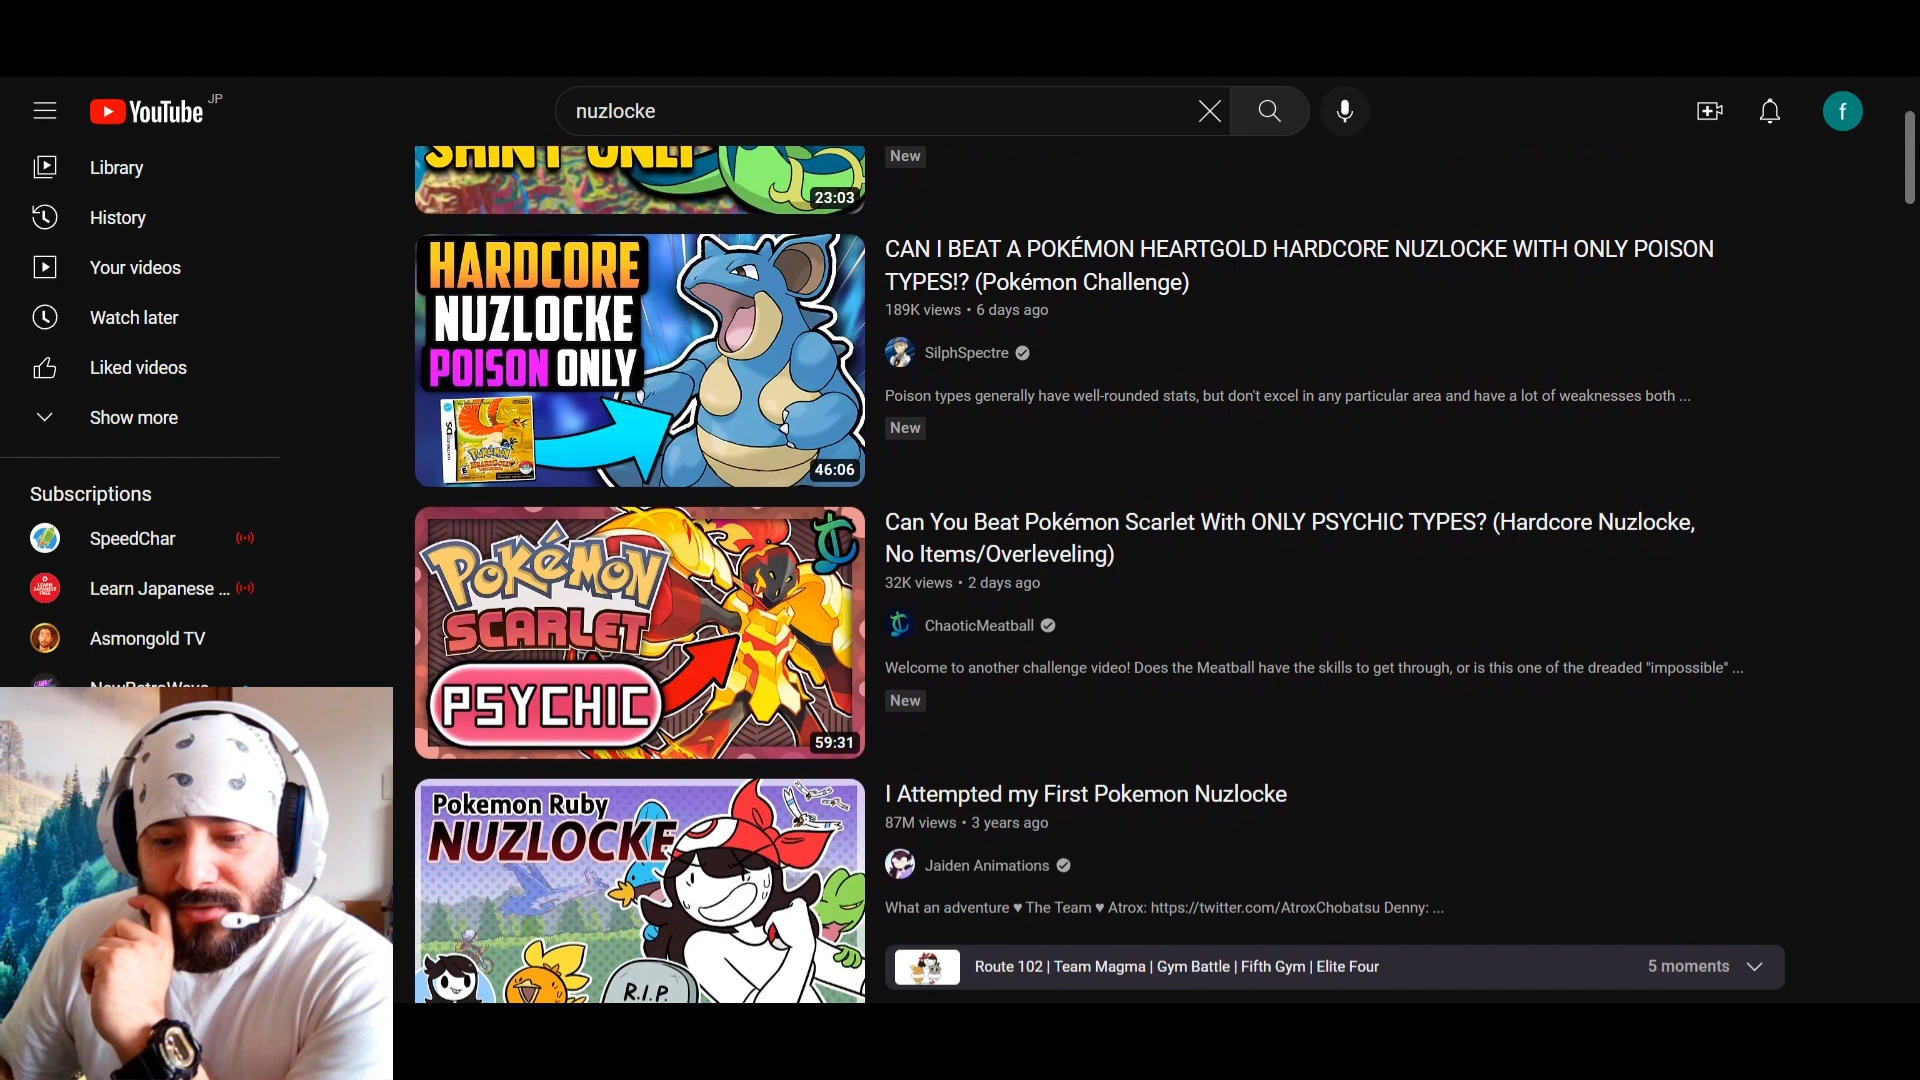 YouTube JP
nuzlocke
Library
History
Your videos
Watch later
Liked videos
Show more
Subscriptions
SpeedChar
Learn Japanese ...
Asmongold TV
NewRetroWave
SHINY ONLY
23:03
New
HARDCORE
NUZLOCKE
POISON ONLY
46:06
CAN I BEAT A POKÉMON HEARTGOLD HARDCORE NUZLOCKE WITH ONLY POISON
TYPES!? (Pokémon Challenge)
189K views • 6 days ago
SilphSpectre
Poison types generally have well-rounded stats, but don't excel in any particular area and have a lot of weaknesses both ...
New
POKéMON
SCARLET
PSYCHIC
59:31
Can You Beat Pokémon Scarlet With ONLY PSYCHIC TYPES? (Hardcore Nuzlocke,
No Items/Overleveling)
32K views • 2 days ago
ChaoticMeatball
Welcome to another challenge video! Does the Meatball have the skills to get through, or is this one of the dreaded "impossible" ...
New
Pokemon Ruby
NUZLOCKE
R.I.P.
I Attempted my First Pokemon Nuzlocke
87M views • 3 years ago
Jaiden Animations
What an adventure ♥ The Team ♥ Atrox: https://twitter.com/AtroxChobatsu Denny: ...
Route 102 | Team Magma | Gym Battle | Fifth Gym | Elite Four
5 moments
f